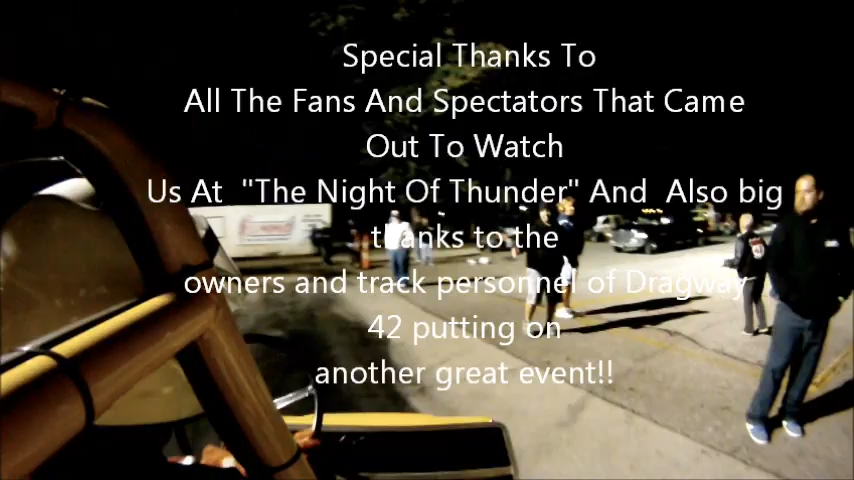 Special Thanks To
All The Fans And Spectators That Came
Out To Watch
Us At "The Night Of Thunder" And Also big
thanks to the
owners and track personnel of Dragway
42 putting on
another great event!!